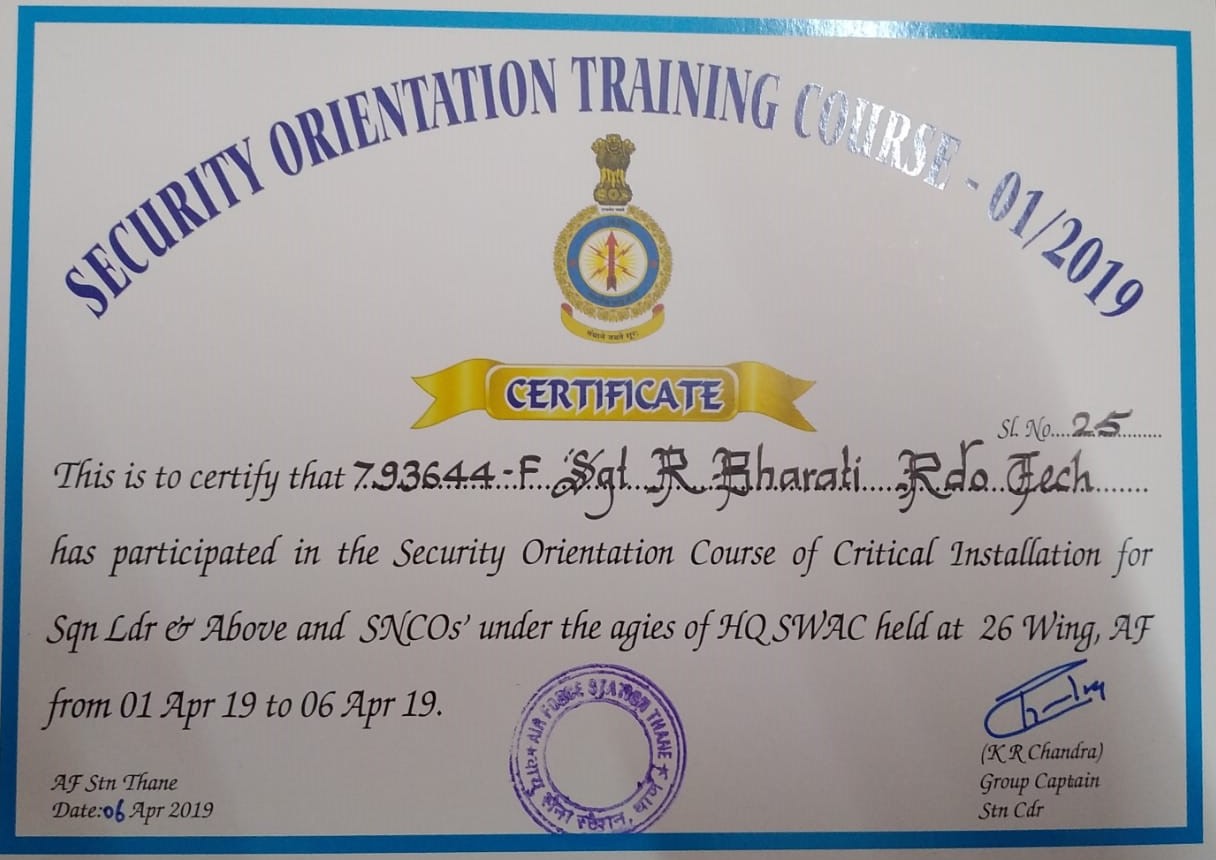 SECURITY ORIENTATION TRAINING COURSE - 01/2019
CERTIFICATE
Sl. No....25.........
This is to certify that 793644-F Sgt R Bharati Rdo Tech
has participated in the Security Orientation Course of Critical Installation for
Sqn Ldr & Above and SNCOs' under the agies of HQ SWAC held at 26 Wing, AF
from 01 Apr 19 to 06 Apr 19.
AIR FORCE STATION THANE
सेना स्टेशन, थाणे
(K R Chandra)
AF Stn Thane
Group Captain
Date:06 Apr 2019
Stn Cdr